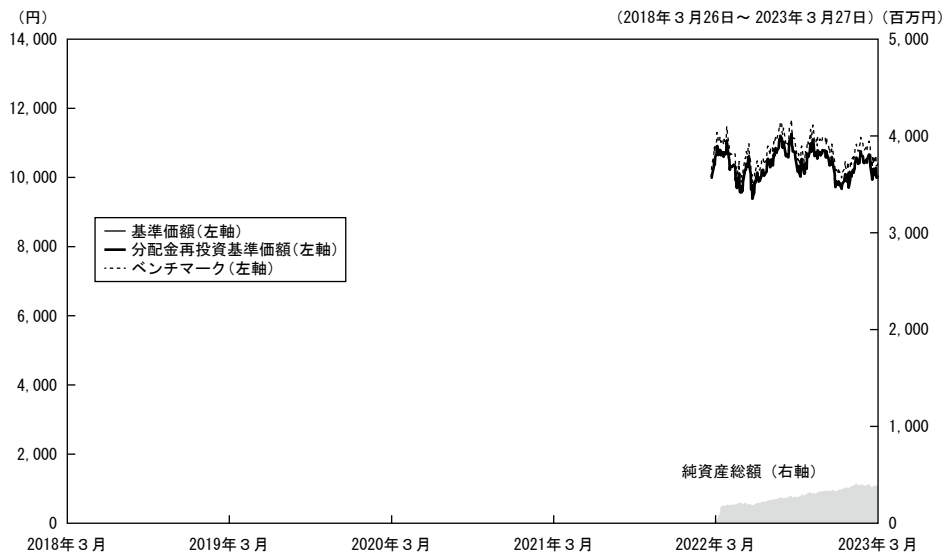 （円）
（2018年３月26日～2023年３月27日）（百万円）
14,000
12,000
10,000
8,000
6,000
4,000
2,000
0
5,000
4,000
3,000
2,000
1,000
0
基準価額（左軸）
分配金再投資基準価額（左軸）
ベンチマーク（左軸）
純資産総額（右軸）
2018年３月
2019年３月
2020年３月
2021年３月
2022年３月
2023年３月